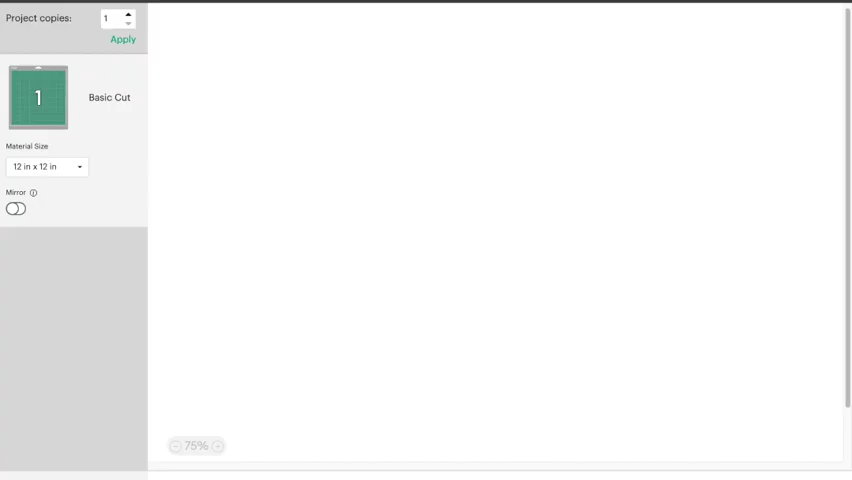 Project copies: 1
Apply
1 Basic Cut
Material Size
12 in x 12 in
Mirror
75%